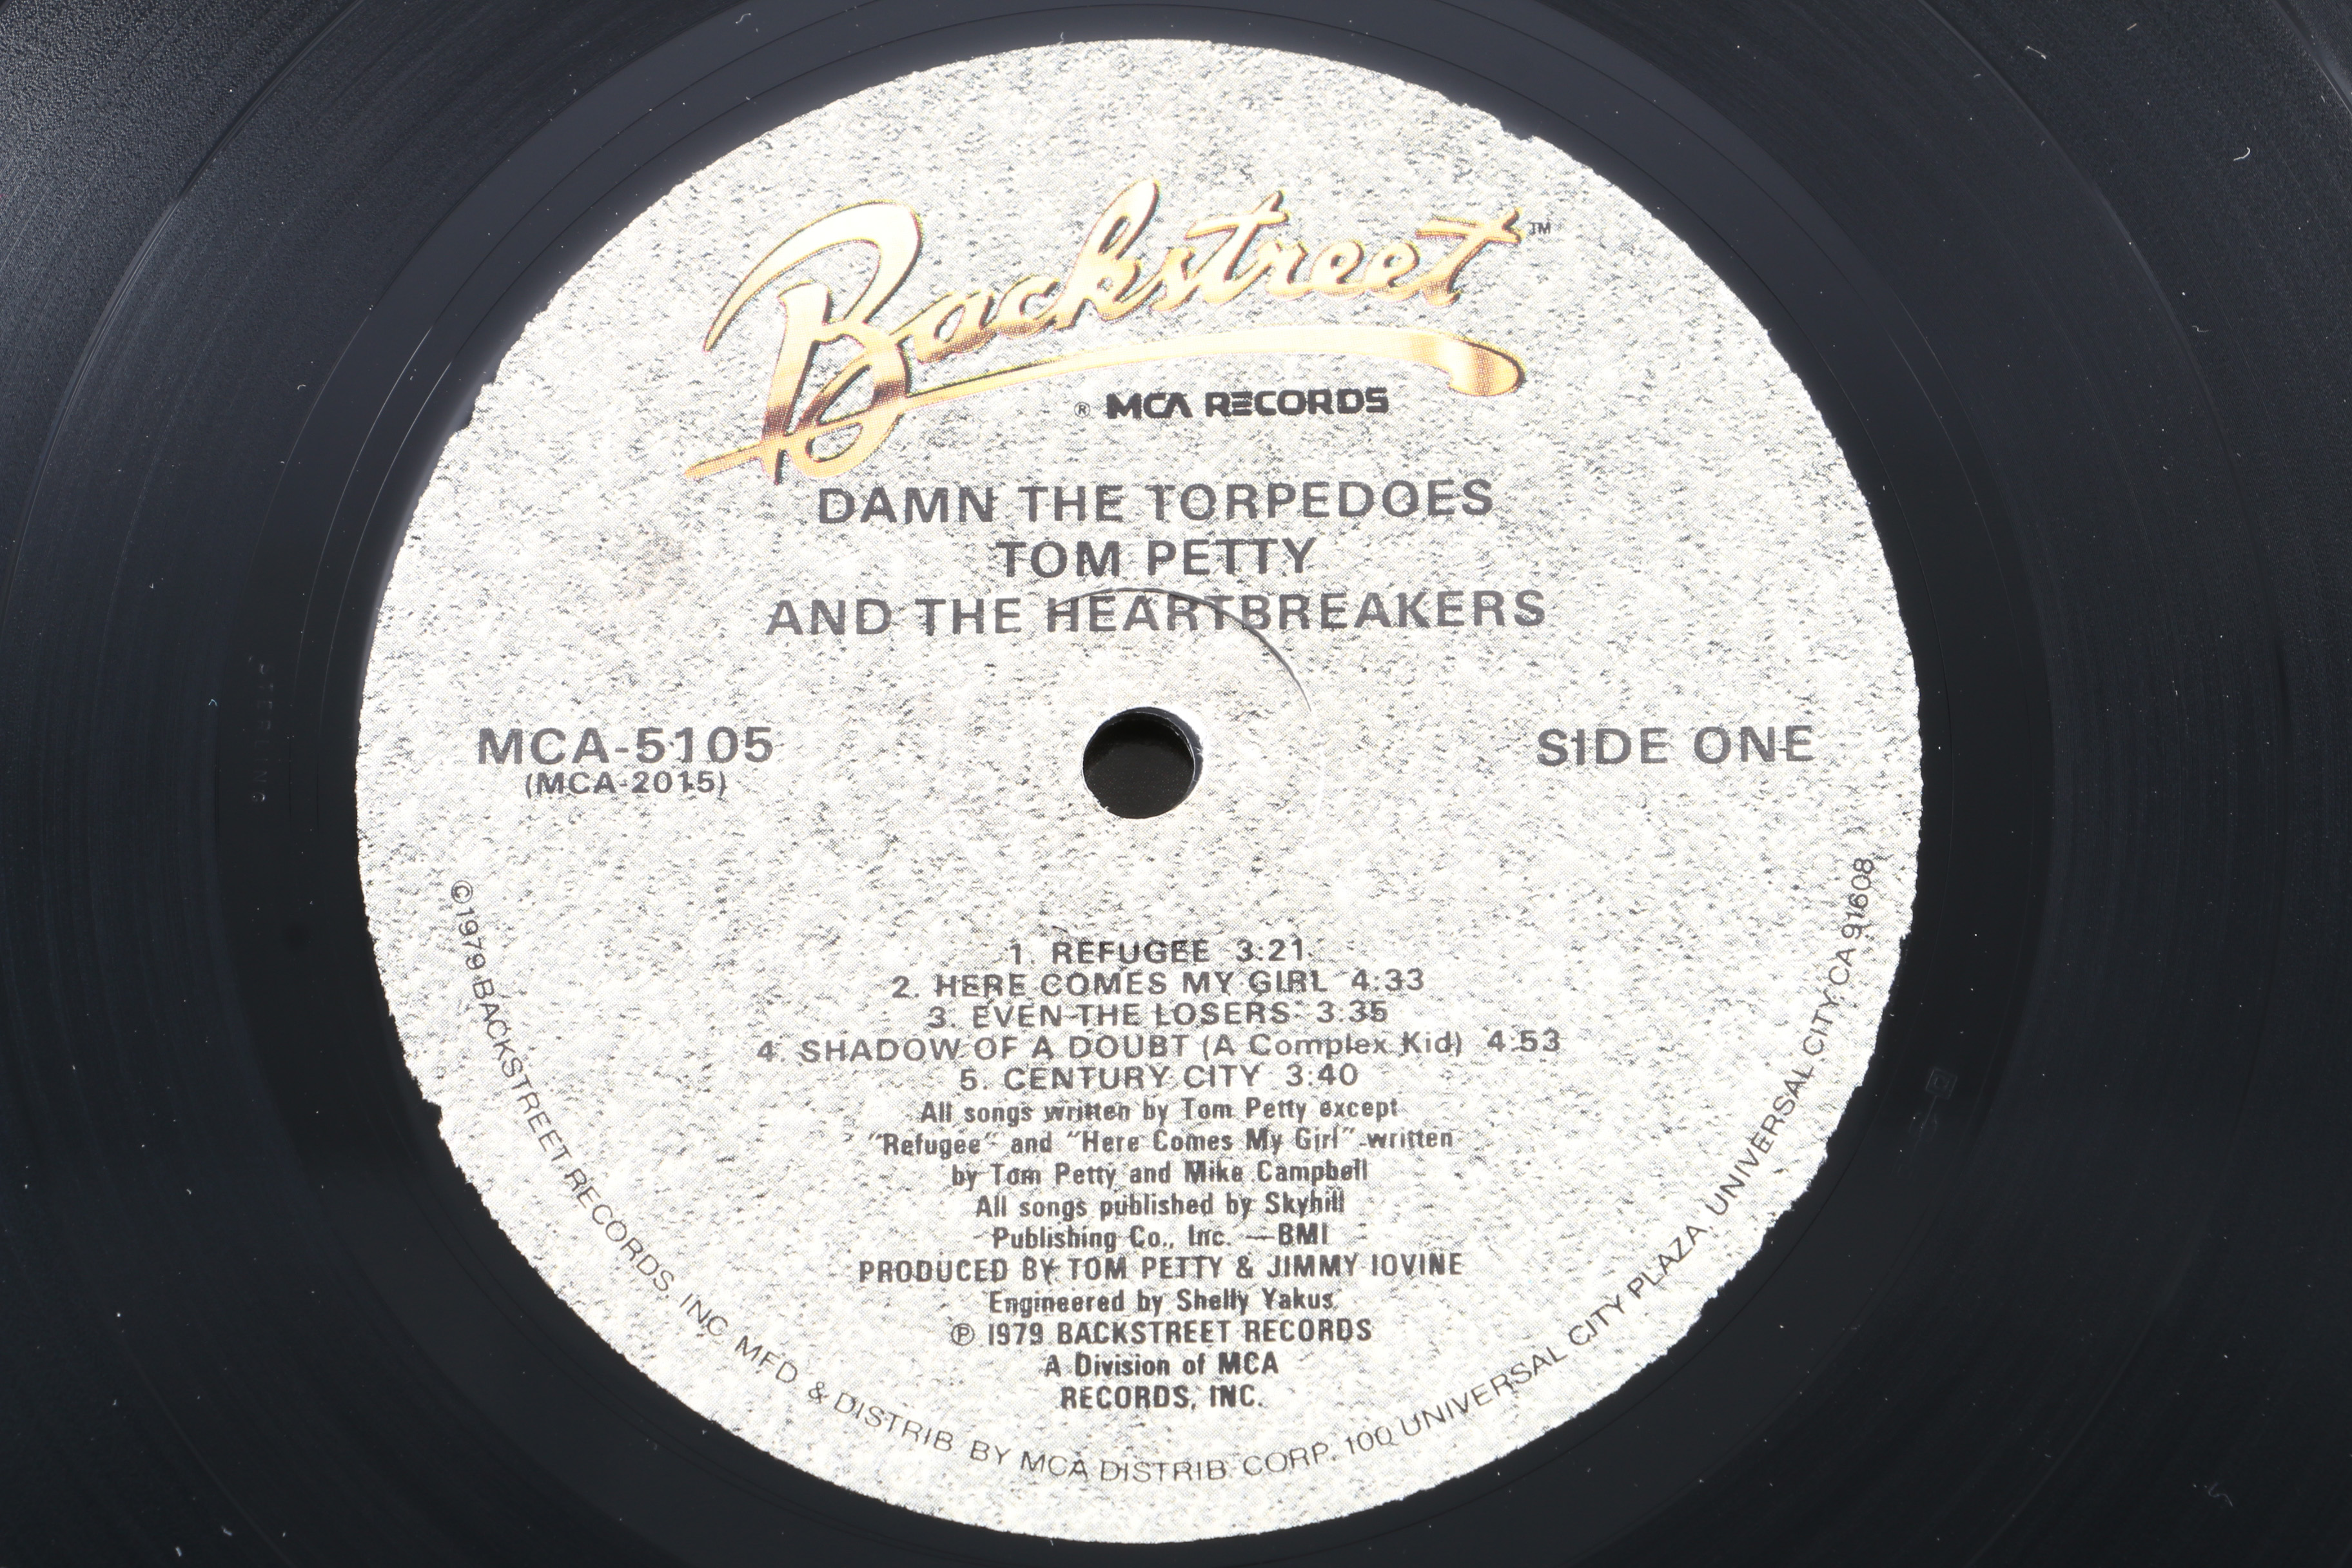 Backstreet™
® MCA RECORDS
DAMN THE TORPEDOES
TOM PETTY
AND THE HEARTBREAKERS
MCA-5105
(MCA-2015)
SIDE ONE
1. REFUGEE 3:21
2. HERE COMES MY GIRL 4:33
3. EVEN THE LOSERS 3:35
4. SHADOW OF A DOUBT (A Complex Kid) 4:53
5. CENTURY CITY 3:40
All songs written by Tom Petty except
"Refugee" and "Here Comes My Girl" written
by Tom Petty and Mike Campbell
All songs published by Skyhill
Publishing Co., Inc. —BMI
PRODUCED BY TOM PETTY & JIMMY IOVINE
Engineered by Shelly Yakus
℗ 1979 BACKSTREET RECORDS
A Division of MCA
RECORDS, INC.
©1979 BACKSTREET RECORDS, INC. MFD & DISTRIB BY MCA DISTRIB CORP. 100 UNIVERSAL CITY PLAZA, UNIVERSAL CITY, CA 91608